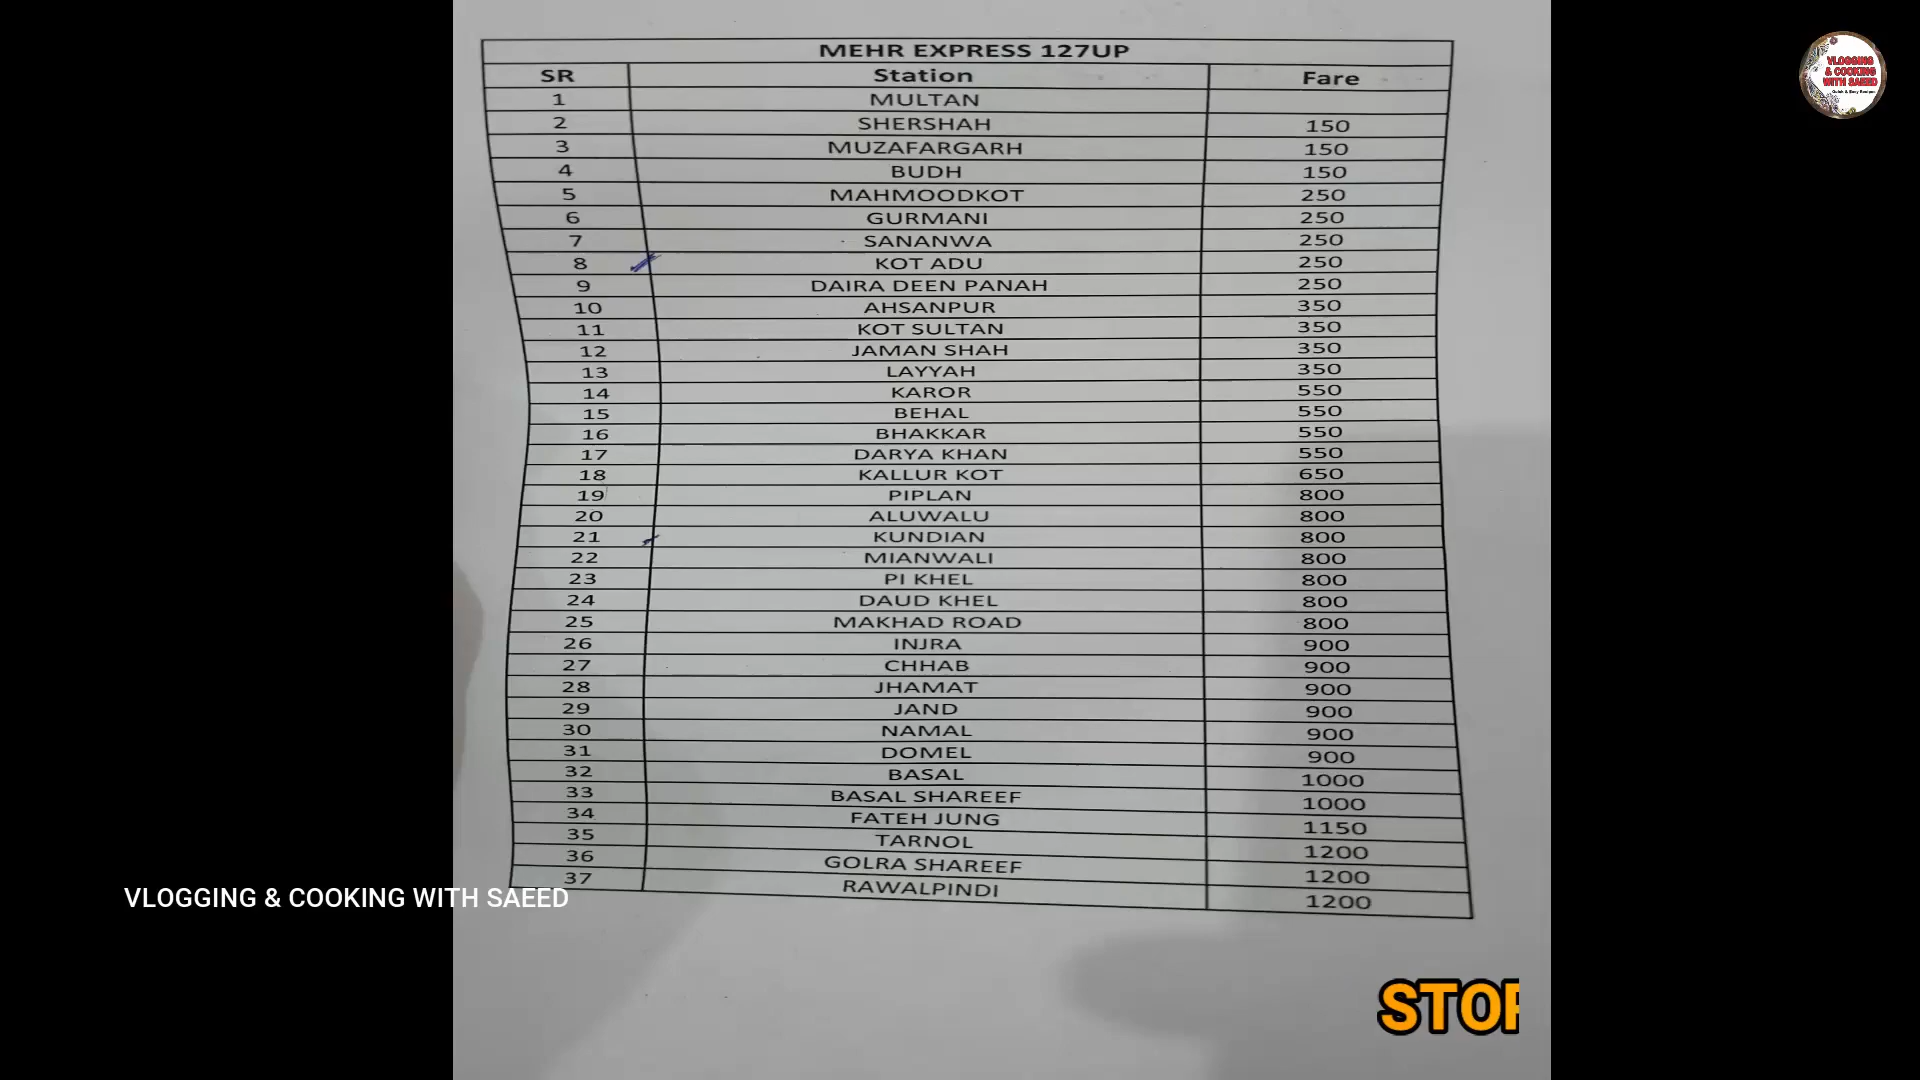 MEHR EXPRESS 127UP
SR Station Fare
1 MULTAN
2 SHERSHAH 150
3 MUZAFARGARH 150
4 BUDH 150
5 MAHMOODKOT 250
6 GURMANI 250
7 SANANWA 250
8 KOT ADU 250
9 DAIRA DEEN PANAH 250
10 AHSANPUR 350
11 KOT SULTAN 350
12 JAMAN SHAH 350
13 LAYYAH 350
14 KAROR 550
15 BEHAL 550
16 BHAKKAR 550
17 DARYA KHAN 550
18 KALLUR KOT 650
19 PIPLAN 800
20 ALUWALU 800
21 KUNDIAN 800
22 MIANWALI 800
23 PI KHEL 800
24 DAUD KHEL 800
25 MAKHAD ROAD 800
26 INJRA 900
27 CHHAB 900
28 JHAMAT 900
29 JAND 900
30 NAMAL 900
31 DOMEL 900
32 BASAL 1000
33 BASAL SHAREEF 1000
34 FATEH JUNG 1150
35 TARNOL 1200
36 GOLRA SHAREEF 1200
37 RAWALPINDI 1200
VLOGGING & COOKING WITH SAEED
VLOGGING
& COOKING
WITH SAEED
Quick & Easy Recipes